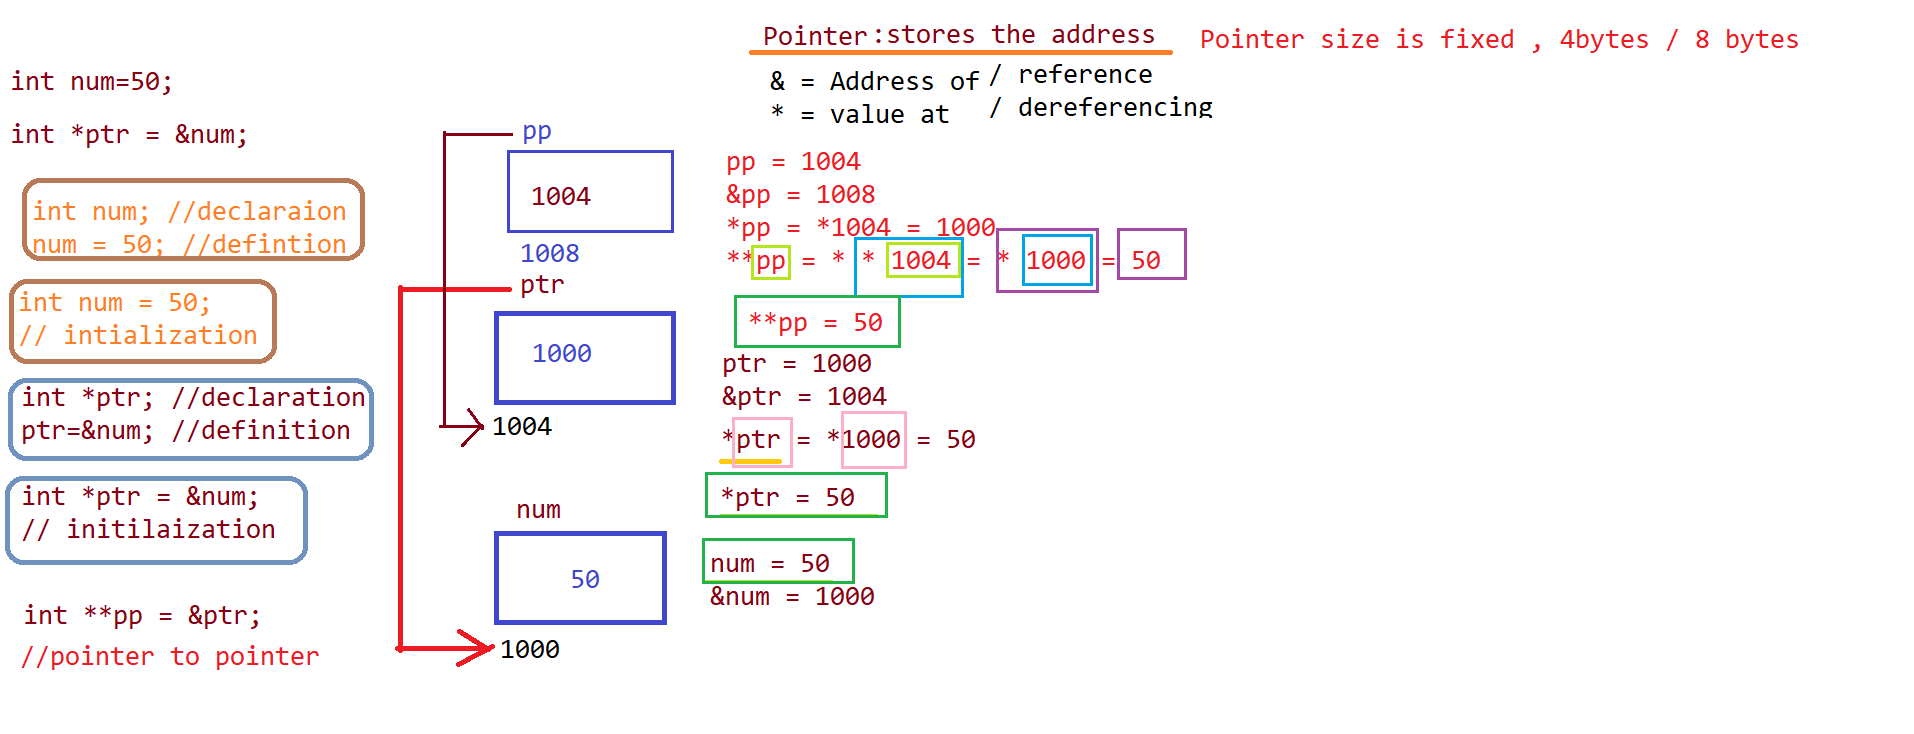 Pointer :stores the address
Pointer size is fixed , 4bytes / 8 bytes
& = Address of / reference
* = value at / dereferencing
int num=50;
int *ptr = &num;
int num; //declaraion
num = 50; //defintion
int num = 50;
// intialization
int *ptr; //declaration
ptr=&num; //definition
int *ptr = &num;
// initilaization
int **pp = &ptr;
//pointer to pointer
pp
1004
1008
ptr
1000
1004
num
50
1000
pp = 1004
&pp = 1008
*pp = *1004 = 1000
**pp = * * 1004 = * 1000 = 50
**pp = 50
ptr = 1000
&ptr = 1004
*ptr = *1000 = 50
*ptr = 50
num = 50
&num = 1000